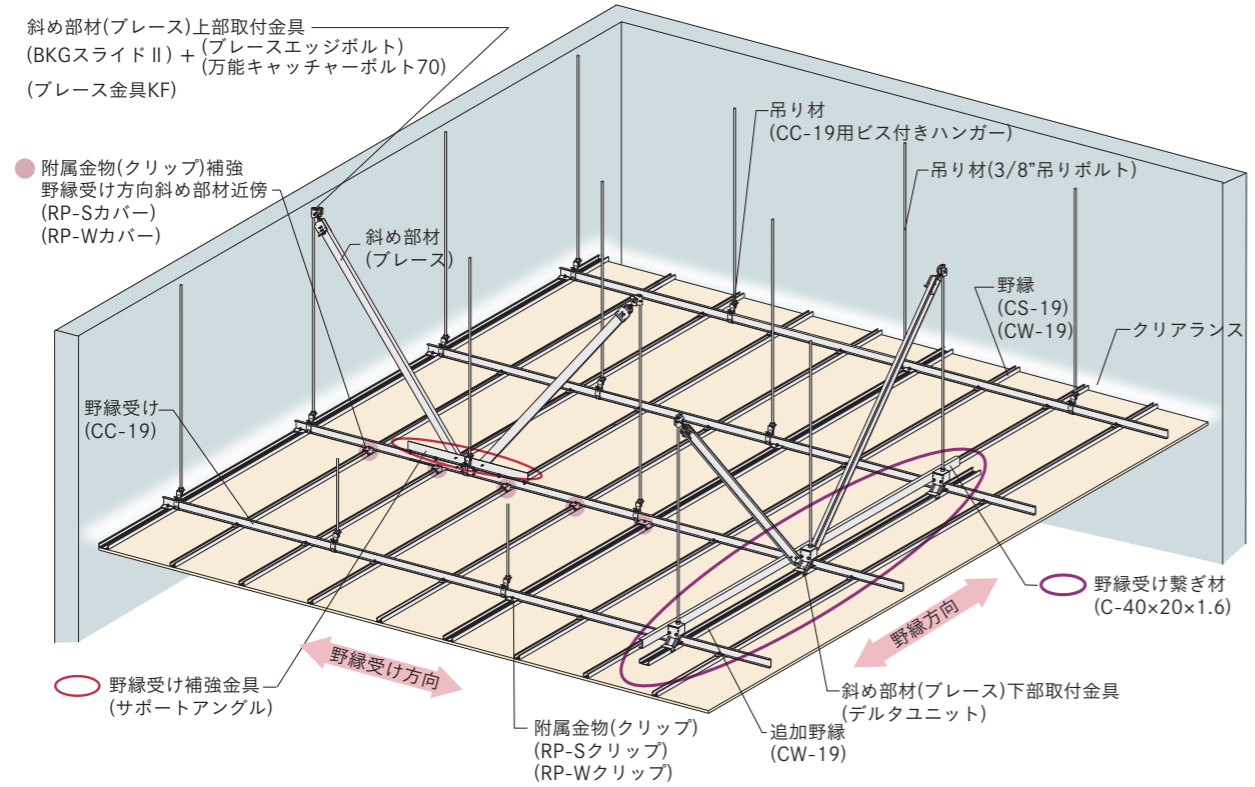 斜め部材(ブレース)上部取付金具
(BKGスライドⅡ) + (ブレースエッジボルト)
(万能キャッチャーボルト70)
(ブレース金具KF)
吊り材
(CC-19用ビス付きハンガー)
附属金物(クリップ)補強
野縁受け方向斜め部材近傍
(RP-Sカバー)
(RP-Wカバー)
吊り材(3/8”吊りボルト)
斜め部材
(ブレース)
野縁
(CS-19)
(CW-19)
クリアランス
野縁受け
(CC-19)
野縁受け繋ぎ材
(C-40×20×1.6)
野縁方向
野縁受け方向
野縁受け補強金具
(サポートアングル)
斜め部材(ブレース)下部取付金具
(デルタユニット)
附属金物(クリップ)
(RP-Sクリップ)
(RP-Wクリップ)
追加野縁
(CW-19)